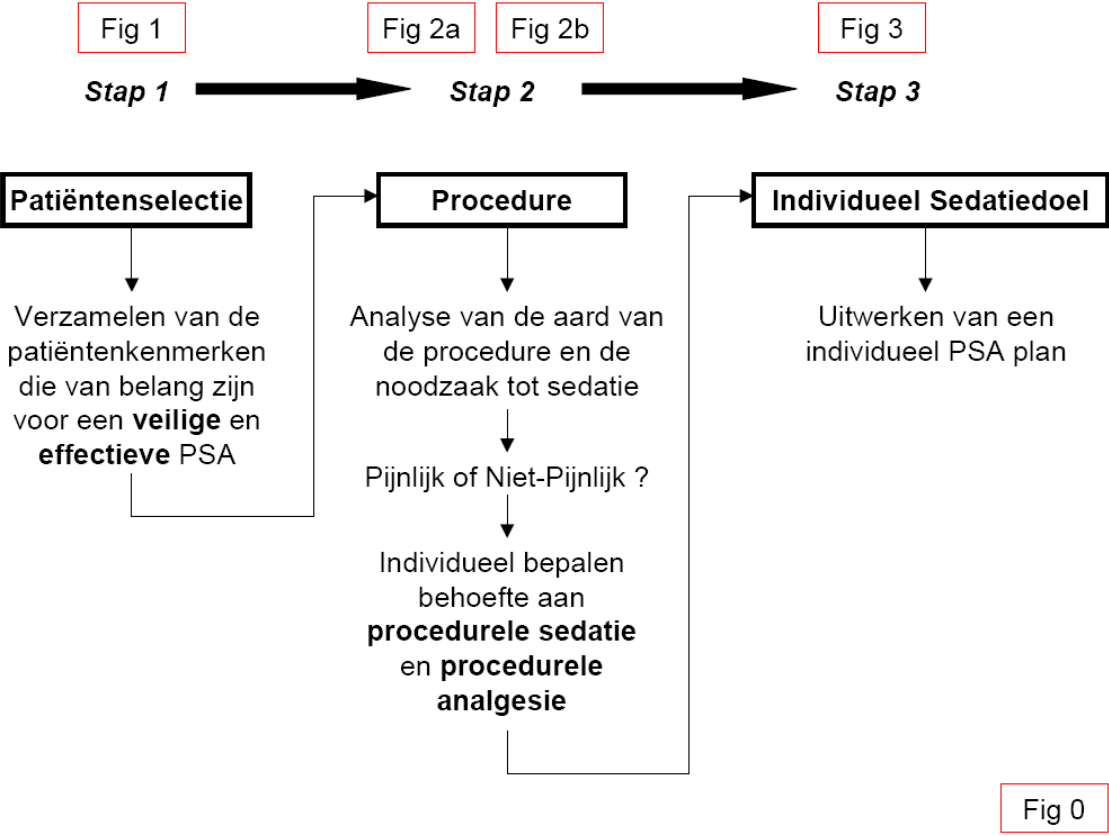 Fig 1
Fig 2a
Fig 2b
Fig 3
Stap 1
Stap 2
Stap 3
Patiëntenselectie
Verzamelen van de
patiëntenkenmerken
die van belang zijn
voor een veilige en
effectieve PSA
Procedure
Analyse van de aard van
de procedure en de
noodzaak tot sedatie
Pijnlijk of Niet-Pijnlijk ?
Individueel bepalen
behoefte aan
procedurele sedatie
en procedurele
analgesie
Individueel Sedatiedoel
Uitwerken van een
individueel PSA plan
Fig 0